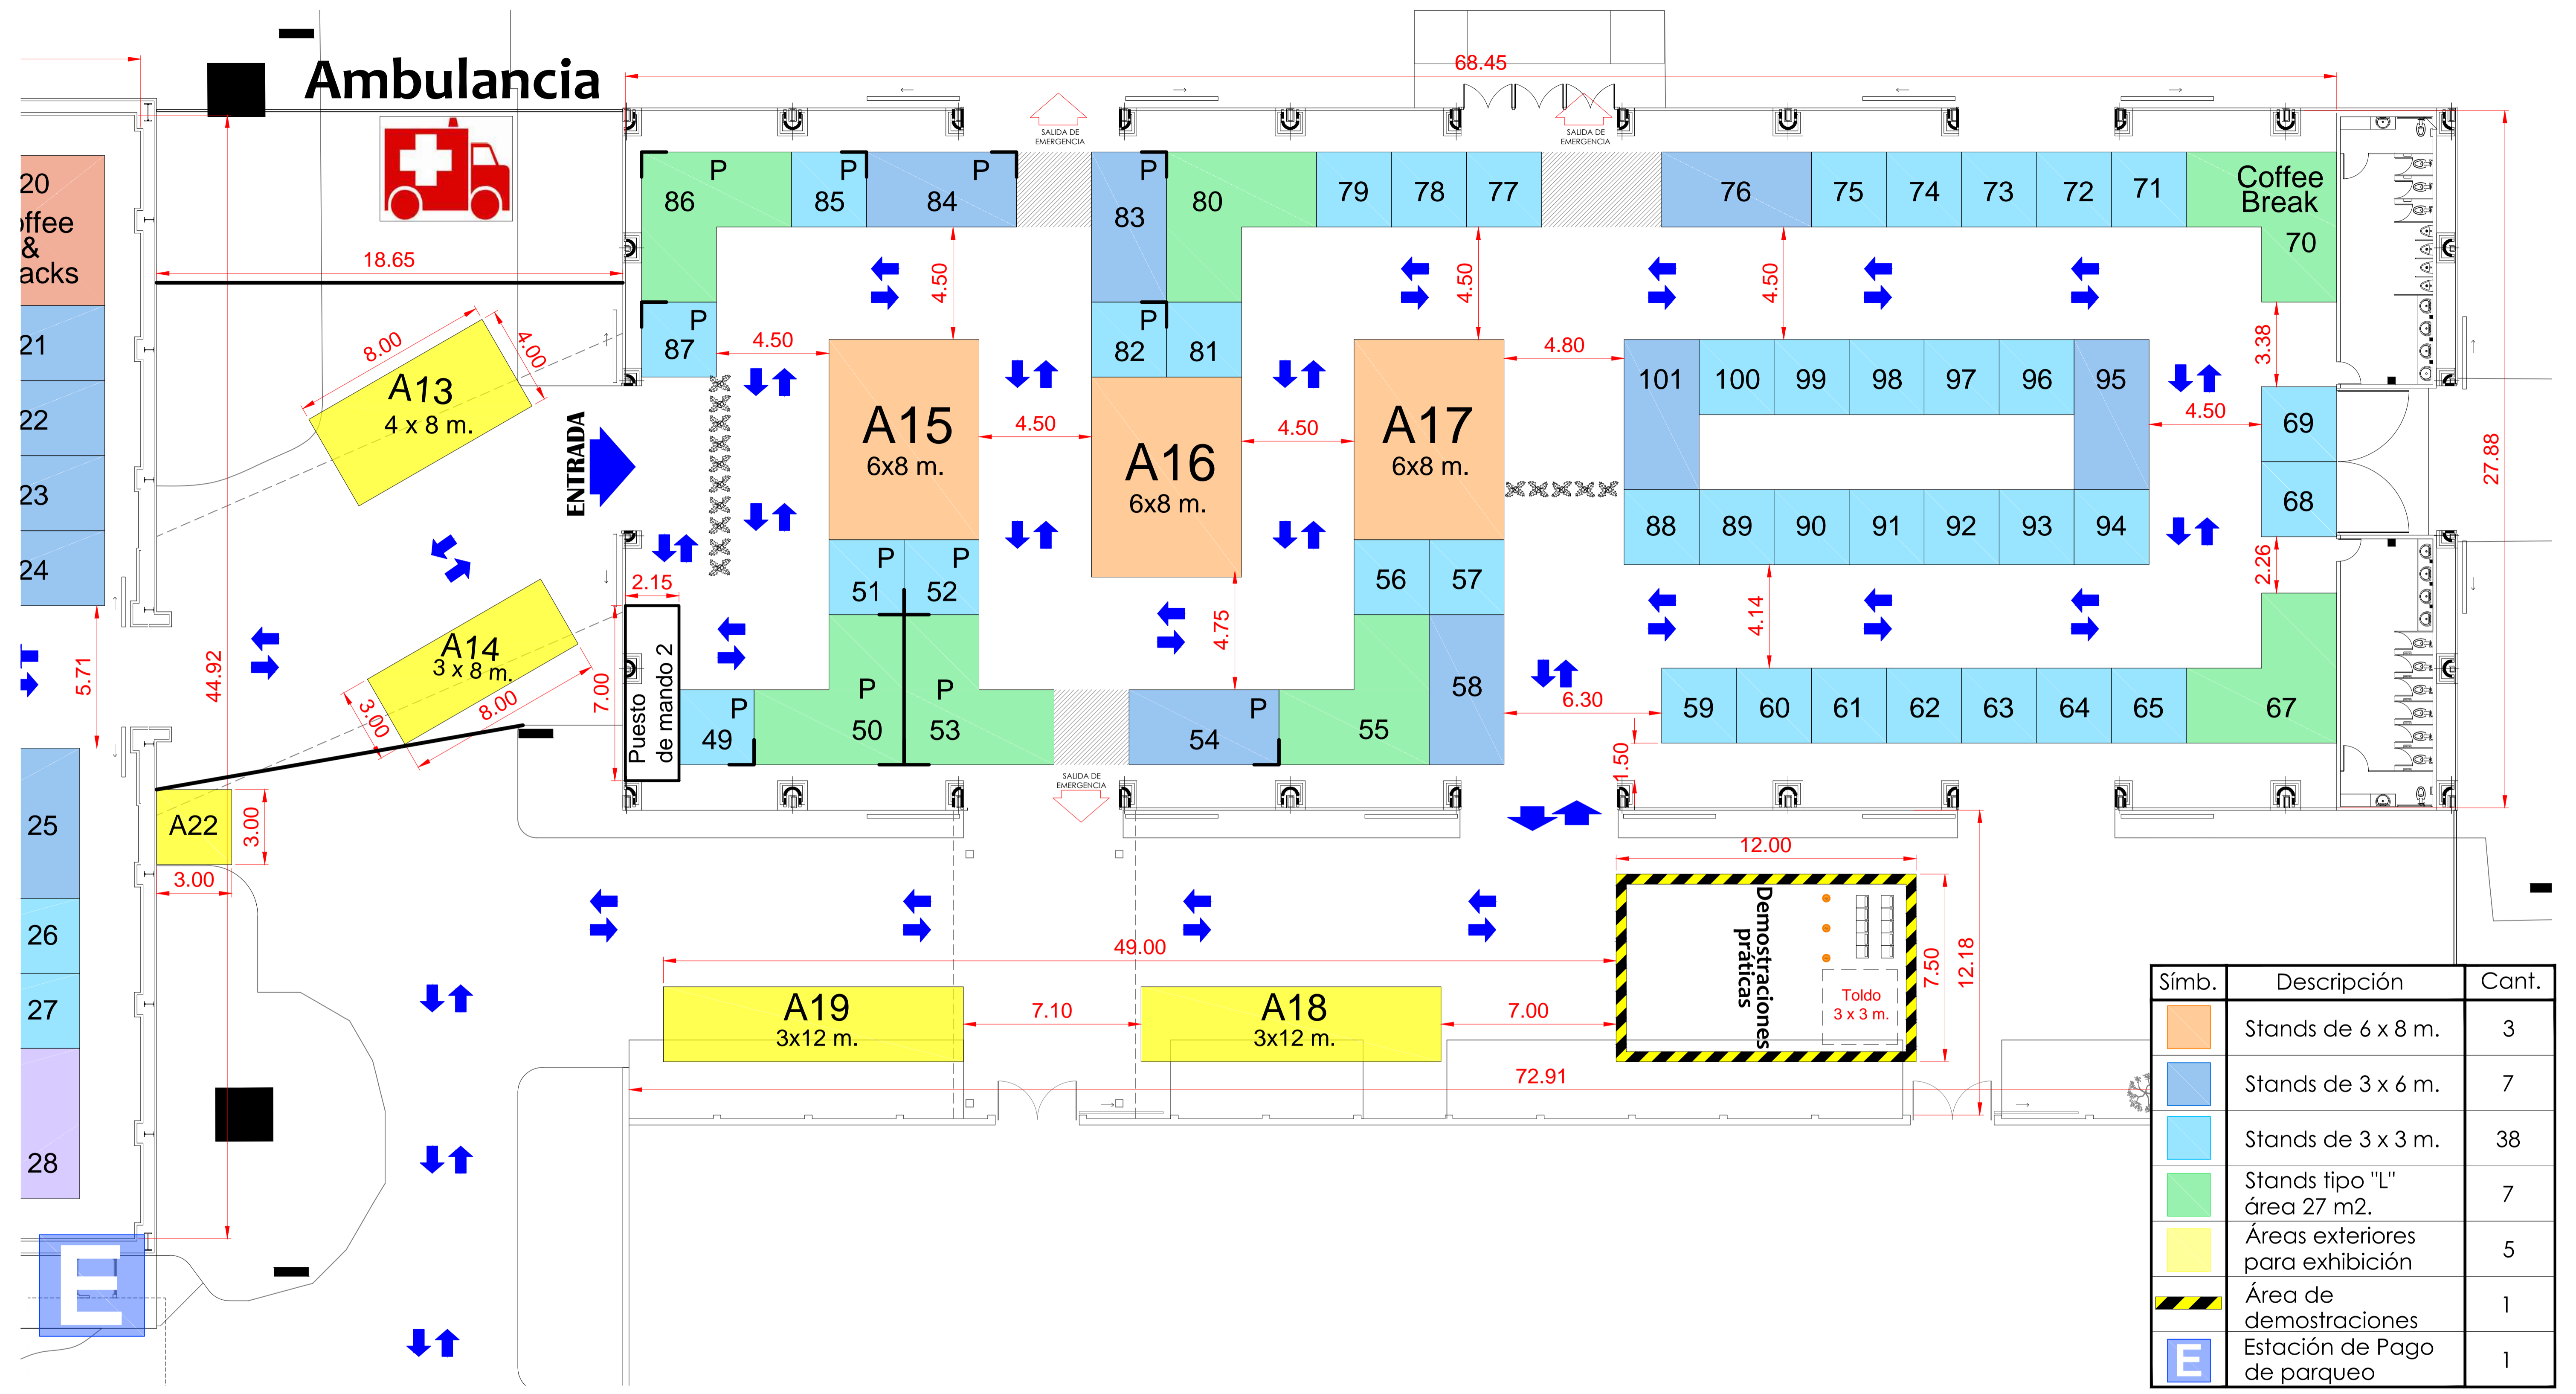 Ambulancia
68.45
SALIDA DE
EMERGENCIA
SALIDA DE
EMERGENCIA
20
offee
&
acks
21
22
23
24
25
26
27
28
18.65
5.71
44.92
8.00
4.00
A13
4 x 8 m.
A14
3 x 8 m.
3.00
8.00
A22
3.00
3.00
ENTRADA
2.15
7.00
Puesto
de mando 2
P
86
P
85
P
84
P
83
80
79
78
77
76
75
74
73
72
71
Coffee
Break
70
P
87
P
82
81
4.50
4.50
4.50
4.50
4.50
4.50
4.80
3.38
A15
6x8 m.
A16
6x8 m.
A17
6x8 m.
101
100
99
98
97
96
95
4.50
69
68
27.88
88
89
90
91
92
93
94
2.26
P
51
P
52
56
57
4.75
4.14
P
49
P
50
P
53
P
54
55
58
6.30
59
60
61
62
63
64
65
67
1.50
SALIDA DE
EMERGENCIA
12.00
49.00
Demostraciones
práticas
7.50
12.18
Toldo
3 x 3 m.
A19
3x12 m.
7.10
A18
3x12 m.
7.00
72.91
E
Símb. Descripción Cant.
Stands de 6 x 8 m. 3
Stands de 3 x 6 m. 7
Stands de 3 x 3 m. 38
Stands tipo "L"
área 27 m2. 7
Áreas exteriores
para exhibición 5
Área de
demostraciones 1
E Estación de Pago
de parqueo 1